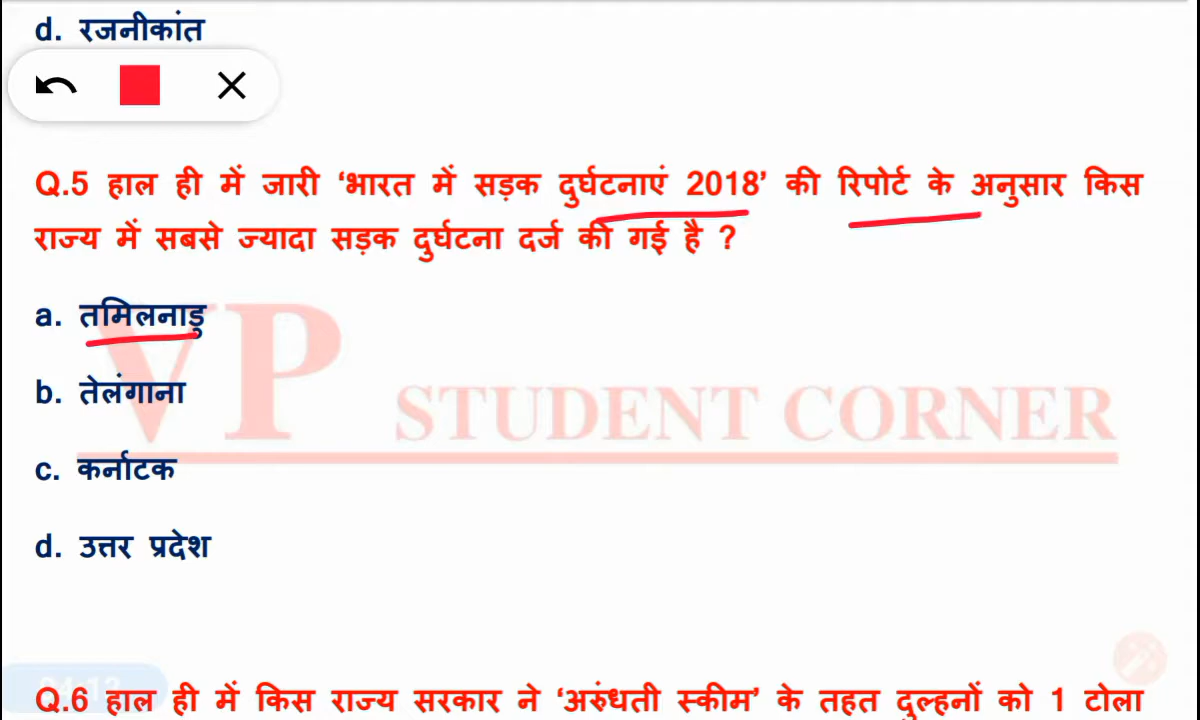 d. रजनीकांत
Q.5 हाल ही में जारी ‘भारत में सड़क दुर्घटनाएं 2018’ की रिपोर्ट के अनुसार किस
राज्य में सबसे ज्यादा सड़क दुर्घटना दर्ज की गई है ?
a. तमिलनाडु
b. तेलंगाना
VP STUDENT CORNER
c. कर्नाटक
d. उत्तर प्रदेश
Q.6 हाल ही में किस राज्य सरकार ने ‘अरुंधती स्कीम’ के तहत दुल्हनों को 1 टोला